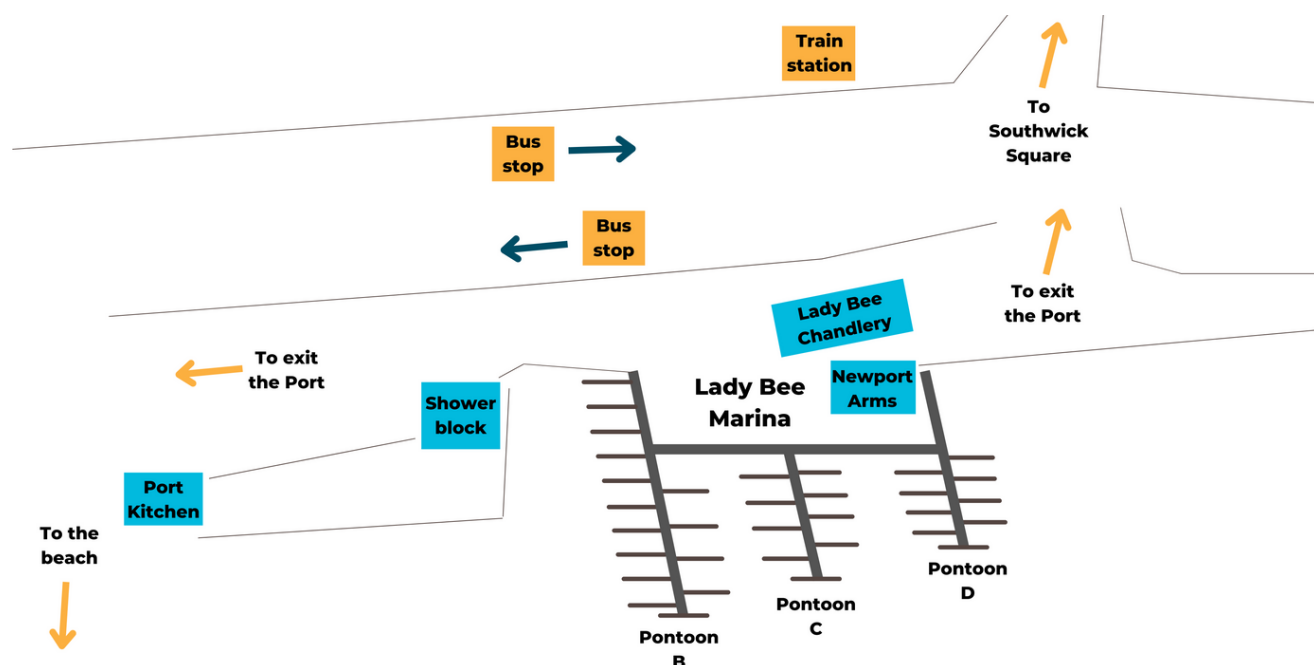 Train
station
To
Southwick
Square
Bus
stop
Bus
stop
To exit
the Port
Lady Bee
Chandlery
To exit
the Port
Newport
Arms
Lady Bee
Marina
Shower
block
Port
Kitchen
To the
beach
Pontoon
D
Pontoon
C
Pontoon
B